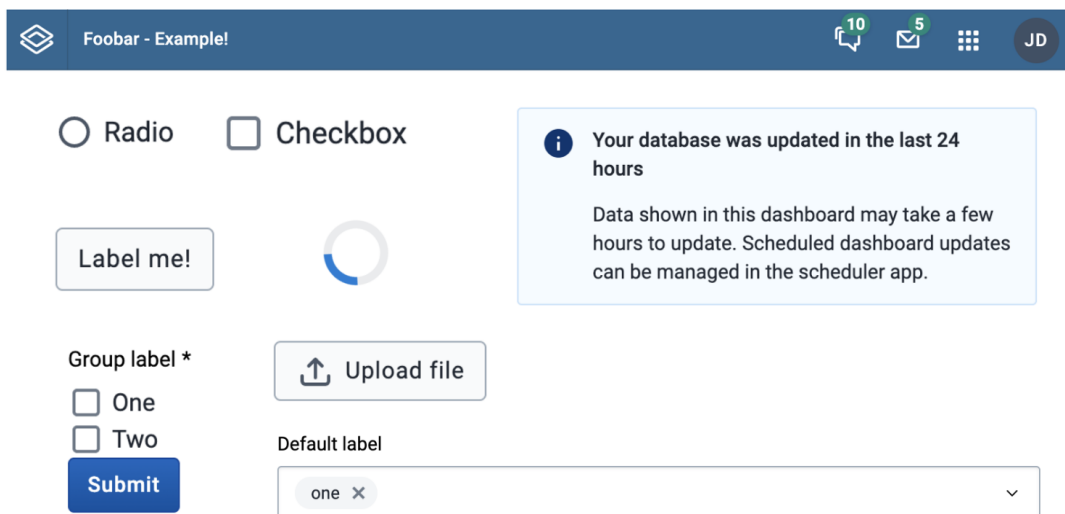 Foobar - Example!
10
5
JD
Radio
Checkbox
Your database was updated in the last 24
hours
Data shown in this dashboard may take a few
hours to update. Scheduled dashboard updates
can be managed in the scheduler app.
Label me!
Group label *
One
Two
Submit
Upload file
Default label
one